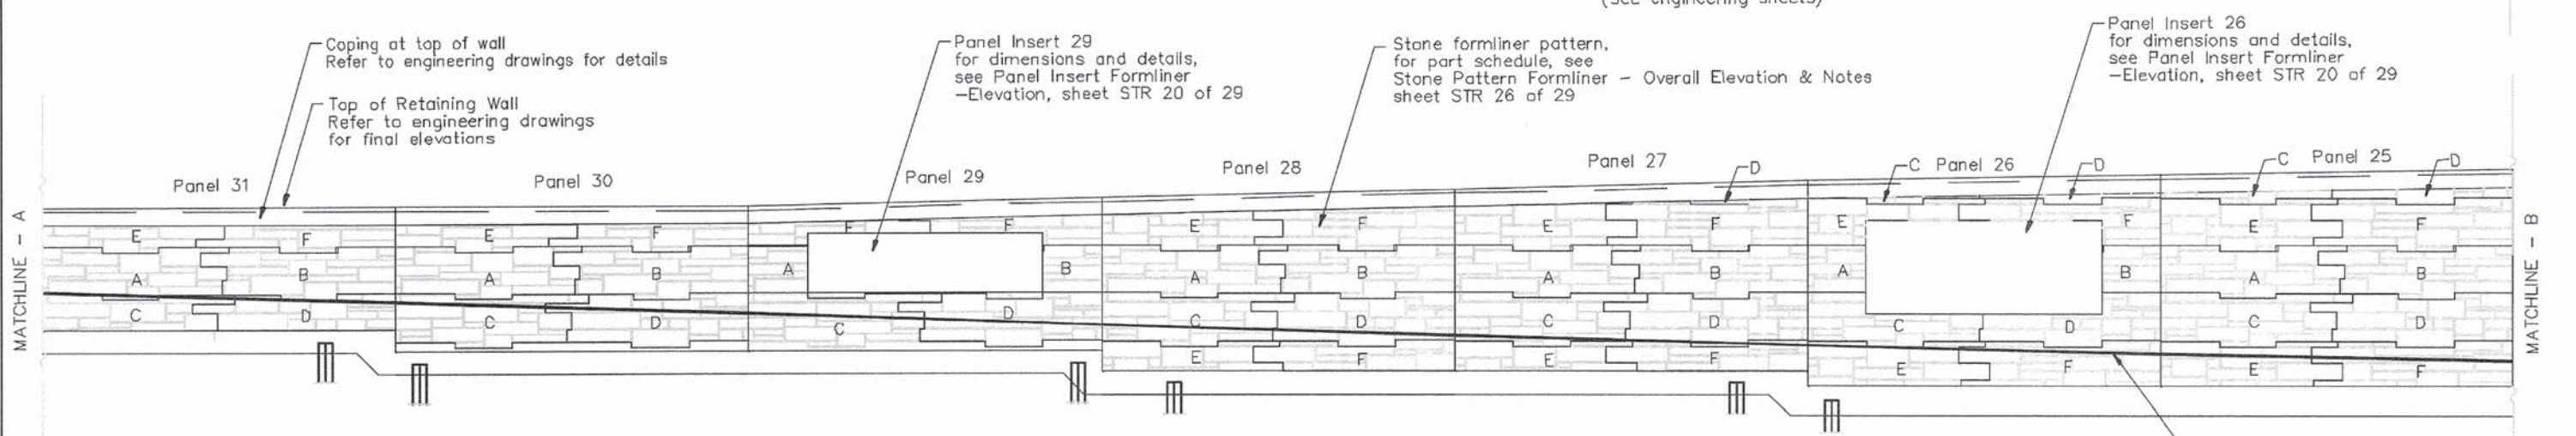 (see engineering sheets)
Coping at top of wall
Refer to engineering drawings for details
Top of Retaining Wall
Refer to engineering drawings
for final elevations
Panel Insert 29
for dimensions and details,
see Panel Insert Formliner
-Elevation, sheet STR 20 of 29
Stone formliner pattern,
for part schedule, see
Stone Pattern Formliner - Overall Elevation & Notes
sheet STR 26 of 29
Panel Insert 26
for dimensions and details,
see Panel Insert Formliner
-Elevation, sheet STR 20 of 29
Panel 31
Panel 30
Panel 29
Panel 28
Panel 27
D
C Panel 26
D
C Panel 25
D
MATCHLINE - A
E F E F E F E F E F E F E F
A B A B A B A B A B A B A B
C D C D C D C D C D C D C D
E F E F E F E F
MATCHLINE - B